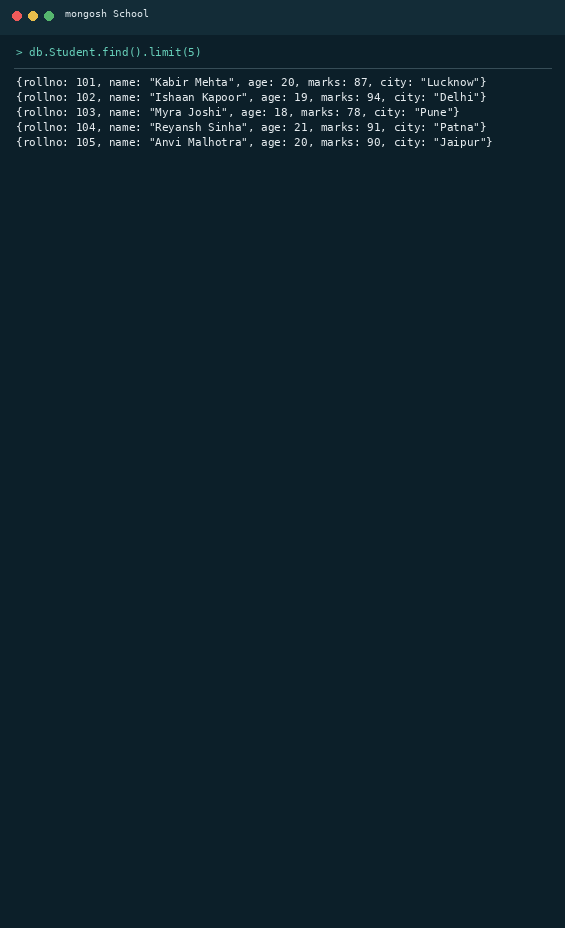 mongosh School
> db.Student.find().limit(5)
{rollno: 101, name: "Kabir Mehta", age: 20, marks: 87, city: "Lucknow"}
{rollno: 102, name: "Ishaan Kapoor", age: 19, marks: 94, city: "Delhi"}
{rollno: 103, name: "Myra Joshi", age: 18, marks: 78, city: "Pune"}
{rollno: 104, name: "Reyansh Sinha", age: 21, marks: 91, city: "Patna"}
{rollno: 105, name: "Anvi Malhotra", age: 20, marks: 90, city: "Jaipur"}